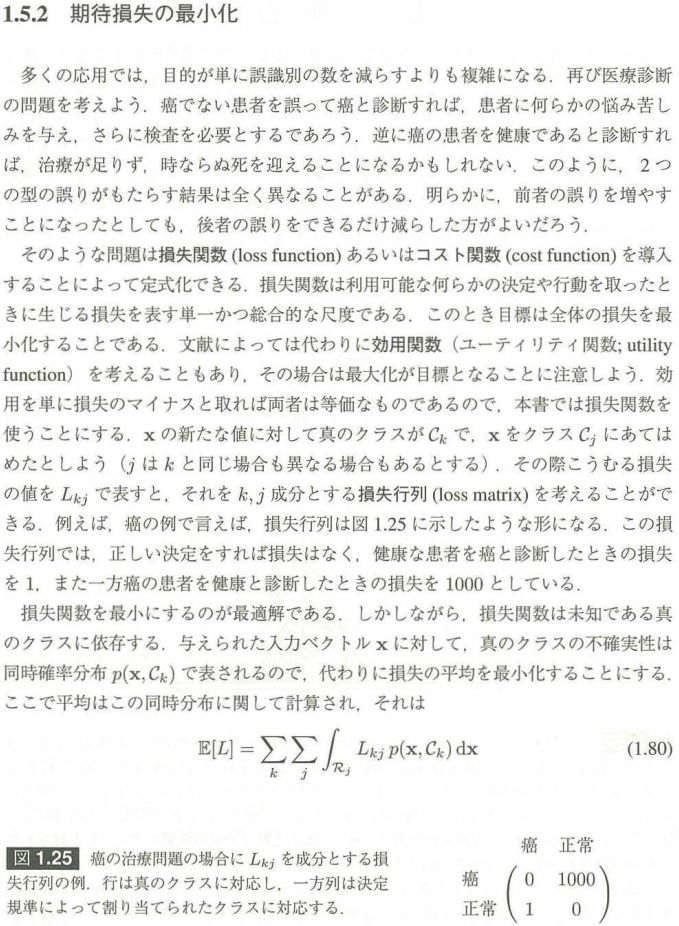 1.5.2 期待損失の最小化
多くの応用では，目的が単に誤識別の数を減らすよりも複雑になる．再び医療診断
の問題を考えよう．癌でない患者を誤って癌と診断すれば，患者に何らかの悩み苦し
みを与え，さらに検査を必要とするであろう．逆に癌の患者を健康であると診断すれ
ば，治療が足りず，時ならぬ死を迎えることになるかもしれない．このように，2つ
の型の誤りがもたらす結果は全く異なることがある．明らかに，前者の誤りを増やす
ことになったとしても，後者の誤りをできるだけ減らした方がよいだろう．
そのような問題は損失関数 (loss function) あるいはコスト関数 (cost function) を導入
することによって定式化できる．損失関数は利用可能な何らかの決定や行動を取ったと
きに生じる損失を表す単一かつ総合的な尺度である．このとき目標は全体の損失を最
小化することである．文献によっては代わりに効用関数（ユーティリティ関数; utility
function）を考えることもあり，その場合は最大化が目標となることに注意しよう．効
用を単に損失のマイナスと取れば両者は等価なものであるので，本書では損失関数を
使うことにする．x の新たな値に対して真のクラスが Cₖ で，x をクラス Cⱼ にあては
めたとしよう（j は k と同じ場合も異なる場合もあるとする）．その際こうむる損失
の値を Lₖⱼ で表すと，それを k, j 成分とする損失行列 (loss matrix) を考えることがで
きる．例えば，癌の例で言えば，損失行列は図 1.25 に示したような形になる．この損
失行列では，正しい決定をすれば損失はなく，健康な患者を癌と診断したときの損失
を 1，また一方癌の患者を健康と診断したときの損失を 1000 としている．
損失関数を最小にするのが最適解である．しかしながら，損失関数は未知である真
のクラスに依存する．与えられた入力ベクトル x に対して，真のクラスの不確実性は
同時確率分布 p(x, Cₖ) で表されるので，代わりに損失の平均を最小化することにする．
ここで平均はこの同時分布に関して計算され，それは
𝔼[L] = ∑ₖ ∑ⱼ ∫_{Rⱼ} Lₖⱼ p(x, Cₖ) dx (1.80)
図 1.25 癌の治療問題の場合に Lₖⱼ を成分とする損
失行列の例．行は真のクラスに対応し，一方列は決定
規準によって割り当てられたクラスに対応する．
癌 正常
癌 0 1000
正常 1 0